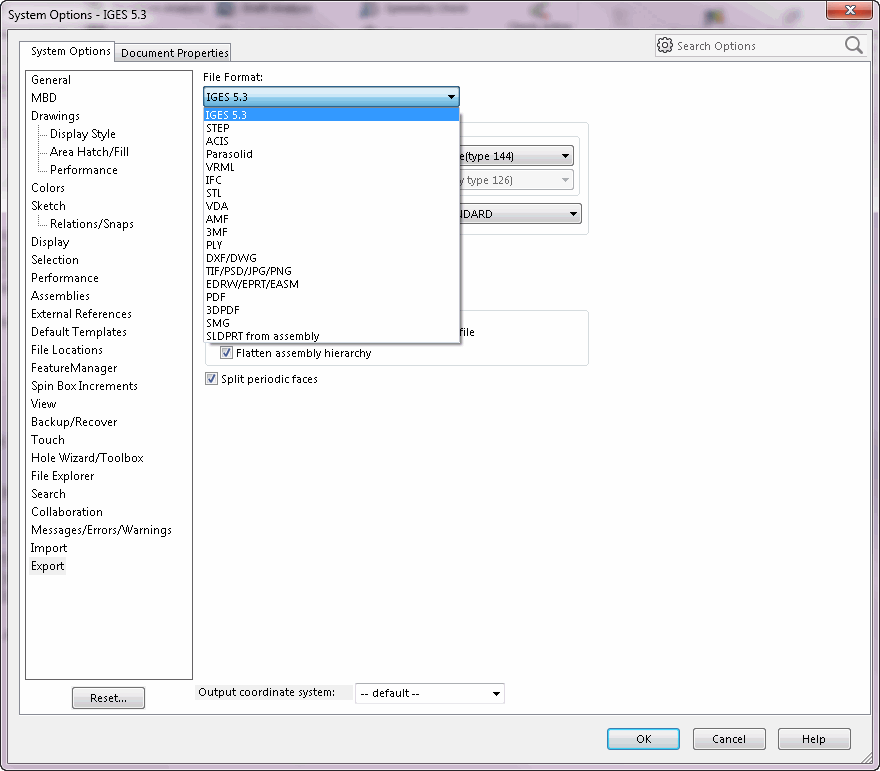 System Options - IGES 5.3
System Options
Document Properties
Search Options
General
MBD
Drawings
Display Style
Area Hatch/Fill
Performance
Colors
Sketch
Relations/Snaps
Display
Selection
Performance
Assemblies
External References
Default Templates
File Locations
FeatureManager
Spin Box Increments
View
Backup/Recover
Touch
Hole Wizard/Toolbox
File Explorer
Search
Collaboration
Messages/Errors/Warnings
Import
Export
Reset...
File Format:
IGES 5.3
IGES 5.3
STEP
ACIS
Parasolid
VRML
IFC
STL
VDA
AMF
3MF
PLY
DXF/DWG
TIF/PSD/JPG/PNG
EDRW/EPRT/EASM
PDF
3DPDF
SMG
SLDPRT from assembly
e(type 144)
y type 126)
NDARD
file
Flatten assembly hierarchy
Split periodic faces
Output coordinate system:
-- default --
OK
Cancel
Help